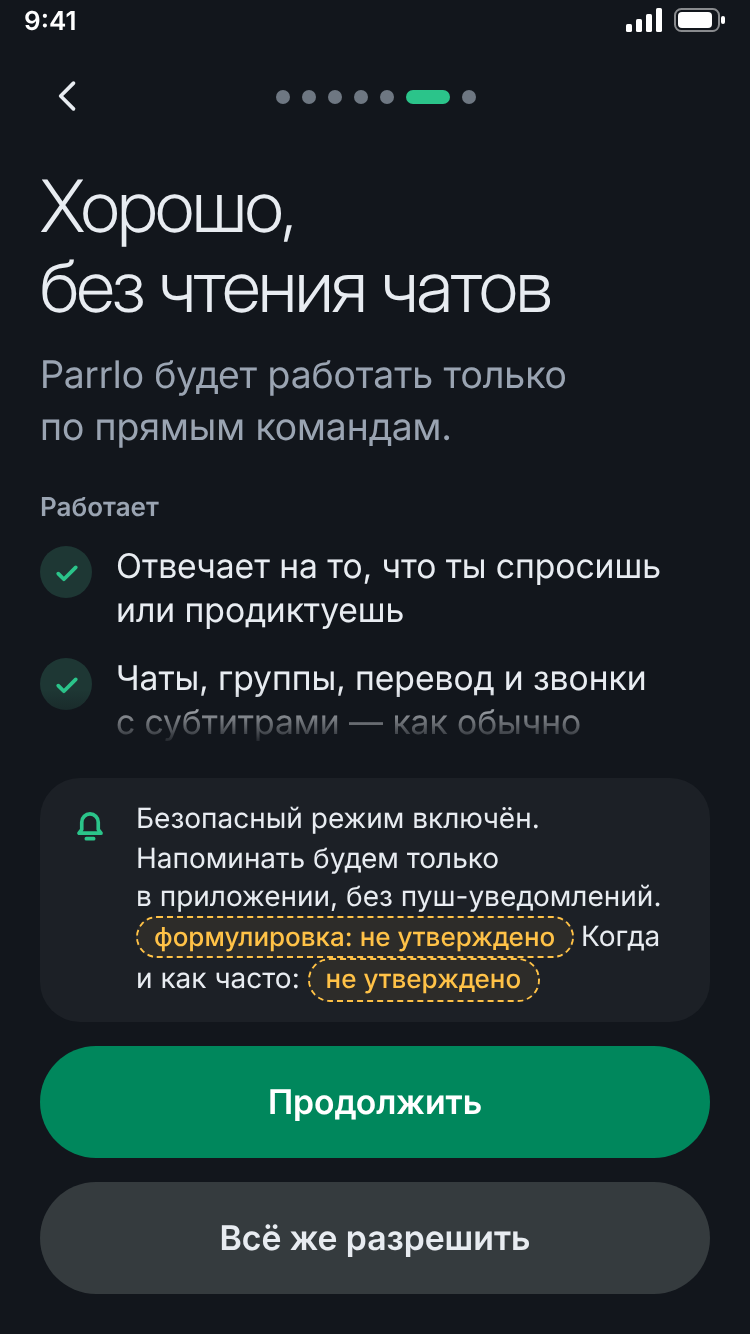 9:41
Хорошо,
без чтения чатов
Parrlo будет работать только
по прямым командам.
Работает
Отвечает на то, что ты спросишь
или продиктуешь
Чаты, группы, перевод и звонки
с субтитрами — как обычно
Безопасный режим включён.
Напоминать будем только
в приложении, без пуш-уведомлений.
формулировка: не утверждено Когда
и как часто: не утверждено
Продолжить
Всё же разрешить